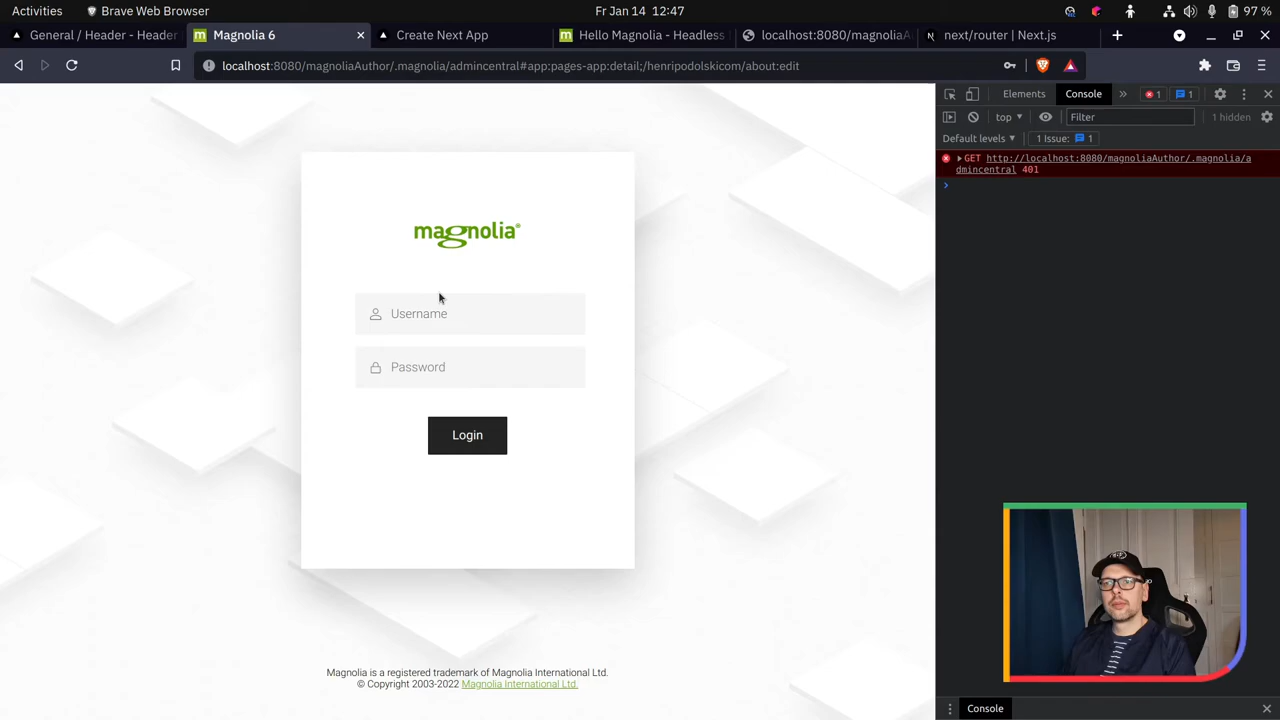 Activities
Brave Web Browser
Fr Jan 14 12:47
97 %
General / Header - Header
Magnolia 6
Create Next App
Hello Magnolia - Headless
localhost:8080/magnoliaA
next/router | Next.js
localhost:8080/magnoliaAuthor/.magnolia/admincentral#app:pages-app:detail;/henripodolskicom/about:edit
Elements
Console
1
1
top
Filter
1 hidden
Default levels
1 Issue:
1
GET http://localhost:8080/magnoliaAuthor/.magnolia/a
dmincentral 401
magnolia®
Username
Password
Login
Magnolia is a registered trademark of Magnolia International Ltd.
© Copyright 2003-2022 Magnolia International Ltd.
Console